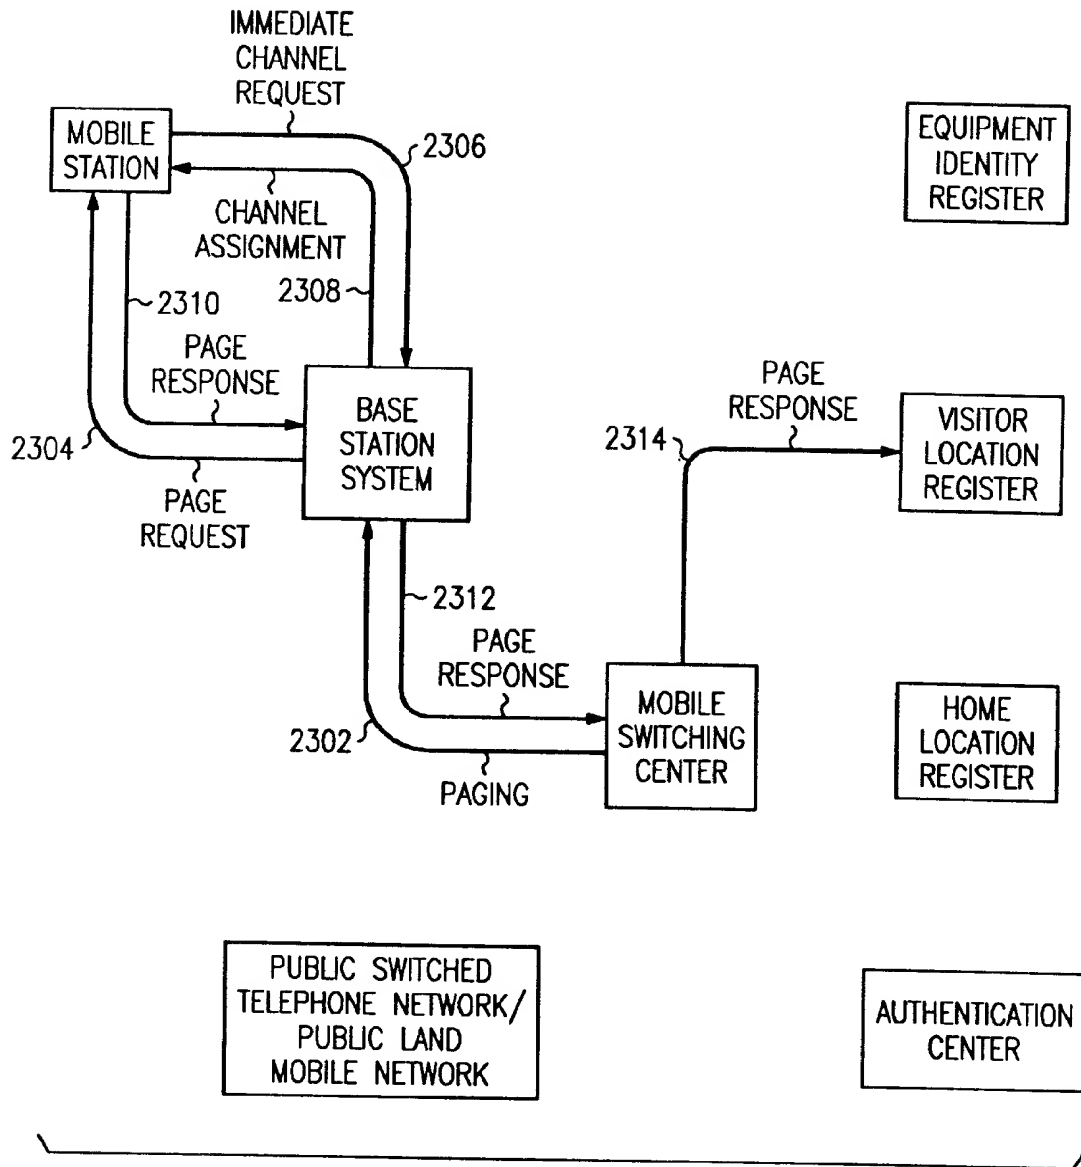 IMMEDIATE
CHANNEL
REQUEST
MOBILE
STATION
2306
EQUIPMENT
IDENTITY
REGISTER
CHANNEL
ASSIGNMENT
2308
2310
PAGE
RESPONSE
2304
BASE
STATION
SYSTEM
PAGE
REQUEST
PAGE
RESPONSE
2314
VISITOR
LOCATION
REGISTER
2312
PAGE
RESPONSE
2302
PAGING
MOBILE
SWITCHING
CENTER
HOME
LOCATION
REGISTER
PUBLIC SWITCHED
TELEPHONE NETWORK/
PUBLIC LAND
MOBILE NETWORK
AUTHENTICATION
CENTER